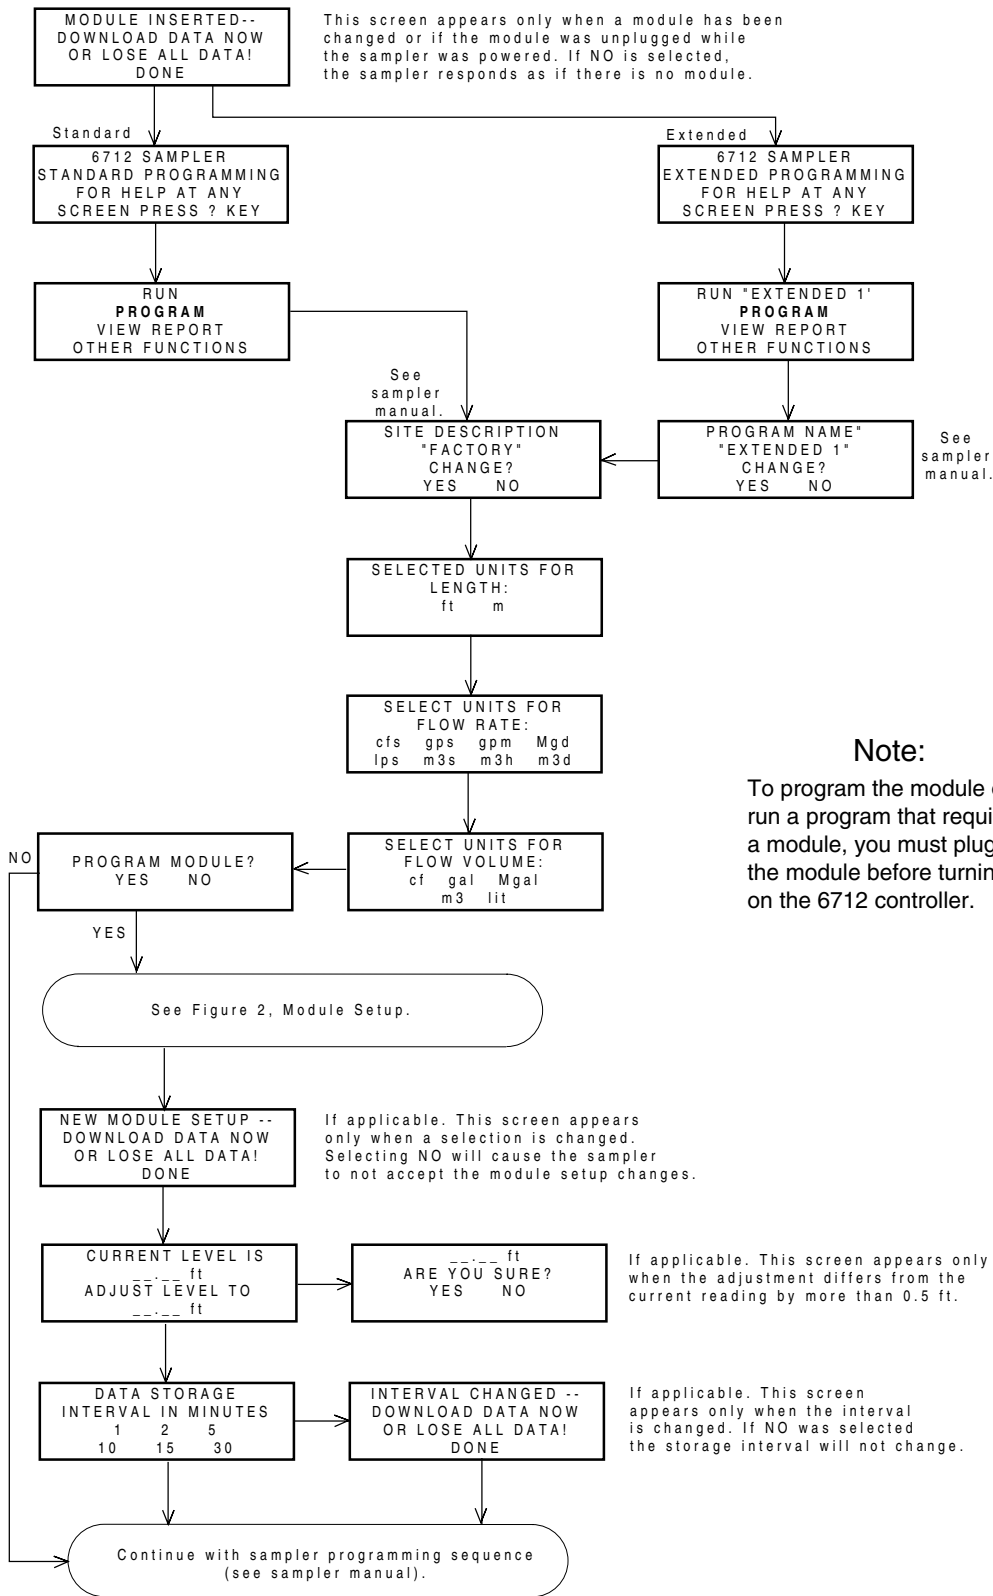 MODULE INSERTED--
DOWNLOAD DATA NOW
OR LOSE ALL DATA!
DONE
This screen appears only when a module has been
changed or if the module was unplugged while
the sampler was powered. If NO is selected,
the sampler responds as if there is no module.
Standard
Extended
6712 SAMPLER
STANDARD PROGRAMMING
FOR HELP AT ANY
SCREEN PRESS ? KEY
6712 SAMPLER
EXTENDED PROGRAMMING
FOR HELP AT ANY
SCREEN PRESS ? KEY
RUN
PROGRAM
VIEW REPORT
OTHER FUNCTIONS
RUN "EXTENDED 1'
PROGRAM
VIEW REPORT
OTHER FUNCTIONS
See
sampler
manual.
SITE DESCRIPTION
"FACTORY"
CHANGE?
YES NO
PROGRAM NAME"
"EXTENDED 1"
CHANGE?
YES NO
See
sampler
manual.
SELECTED UNITS FOR
LENGTH:
ft m
SELECT UNITS FOR
FLOW RATE:
cfs gps gpm Mgd
lps m3s m3h m3d
Note:
To program the module
run a program that
a module, you must plug
the module before
on the 6712 controller.
SELECT UNITS FOR
FLOW VOLUME:
cf gal Mgal
m3 lit
NO
PROGRAM MODULE?
YES NO
YES
See Figure 2, Module Setup.
NEW MODULE SETUP --
DOWNLOAD DATA NOW
OR LOSE ALL DATA!
DONE
If applicable. This screen appears
only when a selection is changed.
Selecting NO will cause the sampler
to not accept the module setup changes.
CURRENT LEVEL IS
__.__ ft
ADJUST LEVEL TO
__.__ ft
__.__ ft
ARE YOU SURE?
YES NO
If applicable. This screen appears only
when the adjustment differs from the
current reading by more than 0.5 ft.
DATA STORAGE
INTERVAL IN MINUTES
1 2 5
10 15 30
INTERVAL CHANGED --
DOWNLOAD DATA NOW
OR LOSE ALL DATA!
DONE
If applicable. This screen
appears only when the interval
is changed. If NO was selected
the storage interval will not change.
Continue with sampler programming sequence
(see sampler manual).